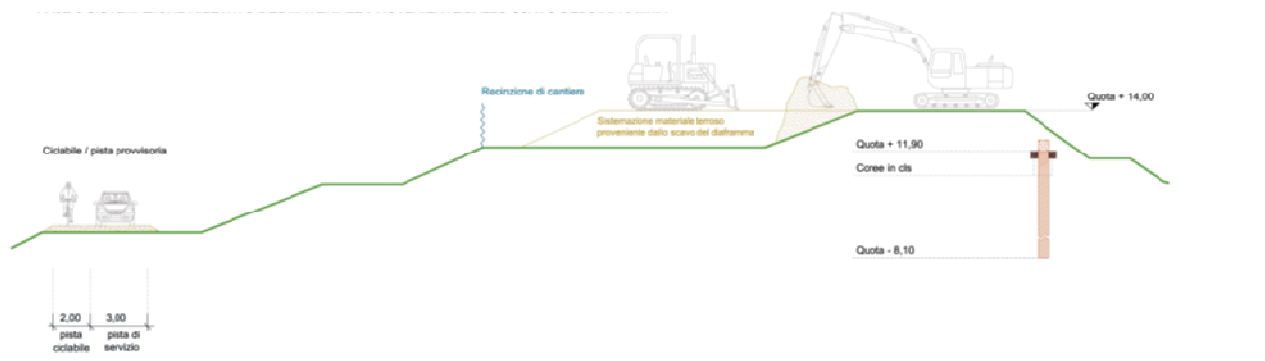 Recinzione di cantiere
Quota + 14,00
Sistemazione materiale terroso
proveniente dallo scavo del diaframma
Ciclabile / pista provvisoria
Quota + 11,90
Coree in cls
Quota - 8,10
2,00
3,00
pista
ciclabile
pista di
servizio